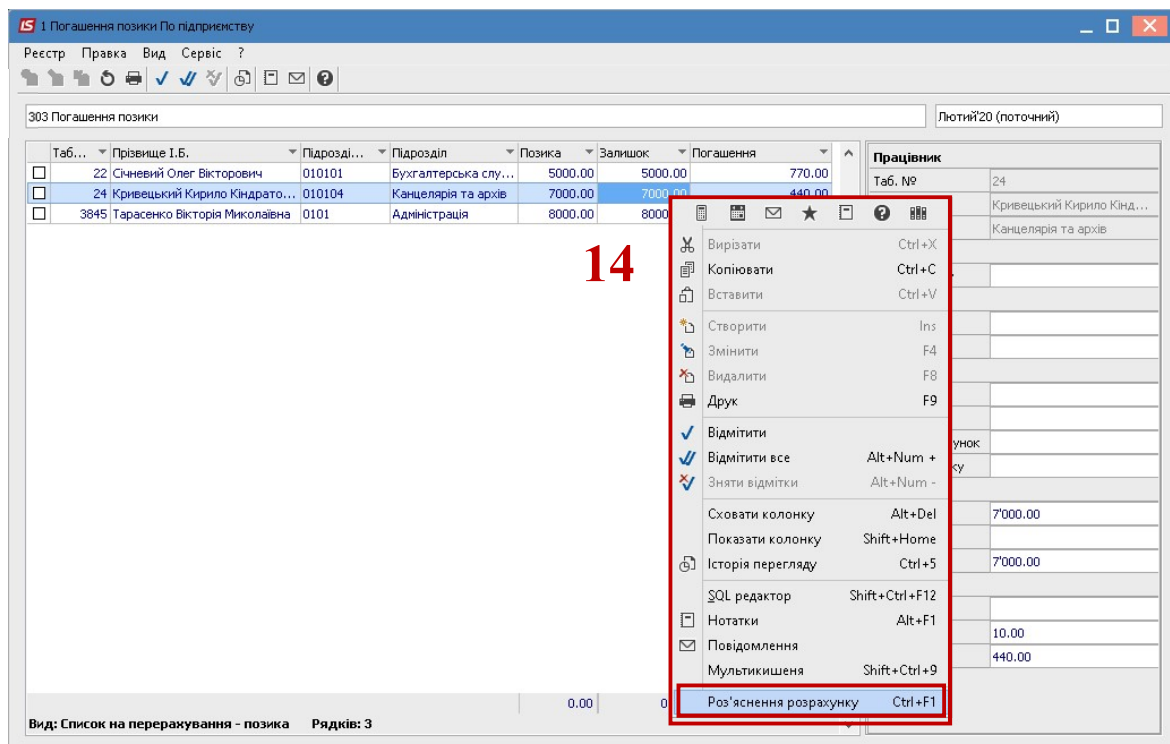 1 Погашення позики По підприємству
Реєстр Правка Вид Сервіс ?
303 Погашення позики Лютий'20 (поточний)
Таб... Прізвище І.Б. Підрозді... Підрозділ Позика Залишок Погашення
22 Січневий Олег Вікторович 010101 Бухгалтерська слу... 5000.00 5000.00 770.00
24 Кривецький Кирило Кіндрато... 010104 Канцелярія та архів 7000.00 7000.00 440.00
3845 Тарасенко Вікторія Миколаївна 0101 Адміністрація 8000.00 8000
14
Вирізати Ctrl+X
Копіювати Ctrl+C
Вставити Ctrl+V
Створити Ins
Змінити F4
Видалити F8
Друк F9
Відмітити
Відмітити все Alt+Num +
Зняти відмітки Alt+Num -
Сховати колонку Alt+Del
Показати колонку Shift+Home
Історія перегляду Ctrl+5
SQL редактор Shift+Ctrl+F12
Нотатки Alt+F1
Повідомлення
Мультикишеня Shift+Ctrl+9
Роз'яснення розрахунку Ctrl+F1
Працівник
Таб. № 24
Кривецький Кирило Кінд...
Канцелярія та архів
унок
ку
7'000.00
7'000.00
10.00
440.00
0.00 0
Вид: Список на перерахування - позика Рядків: 3